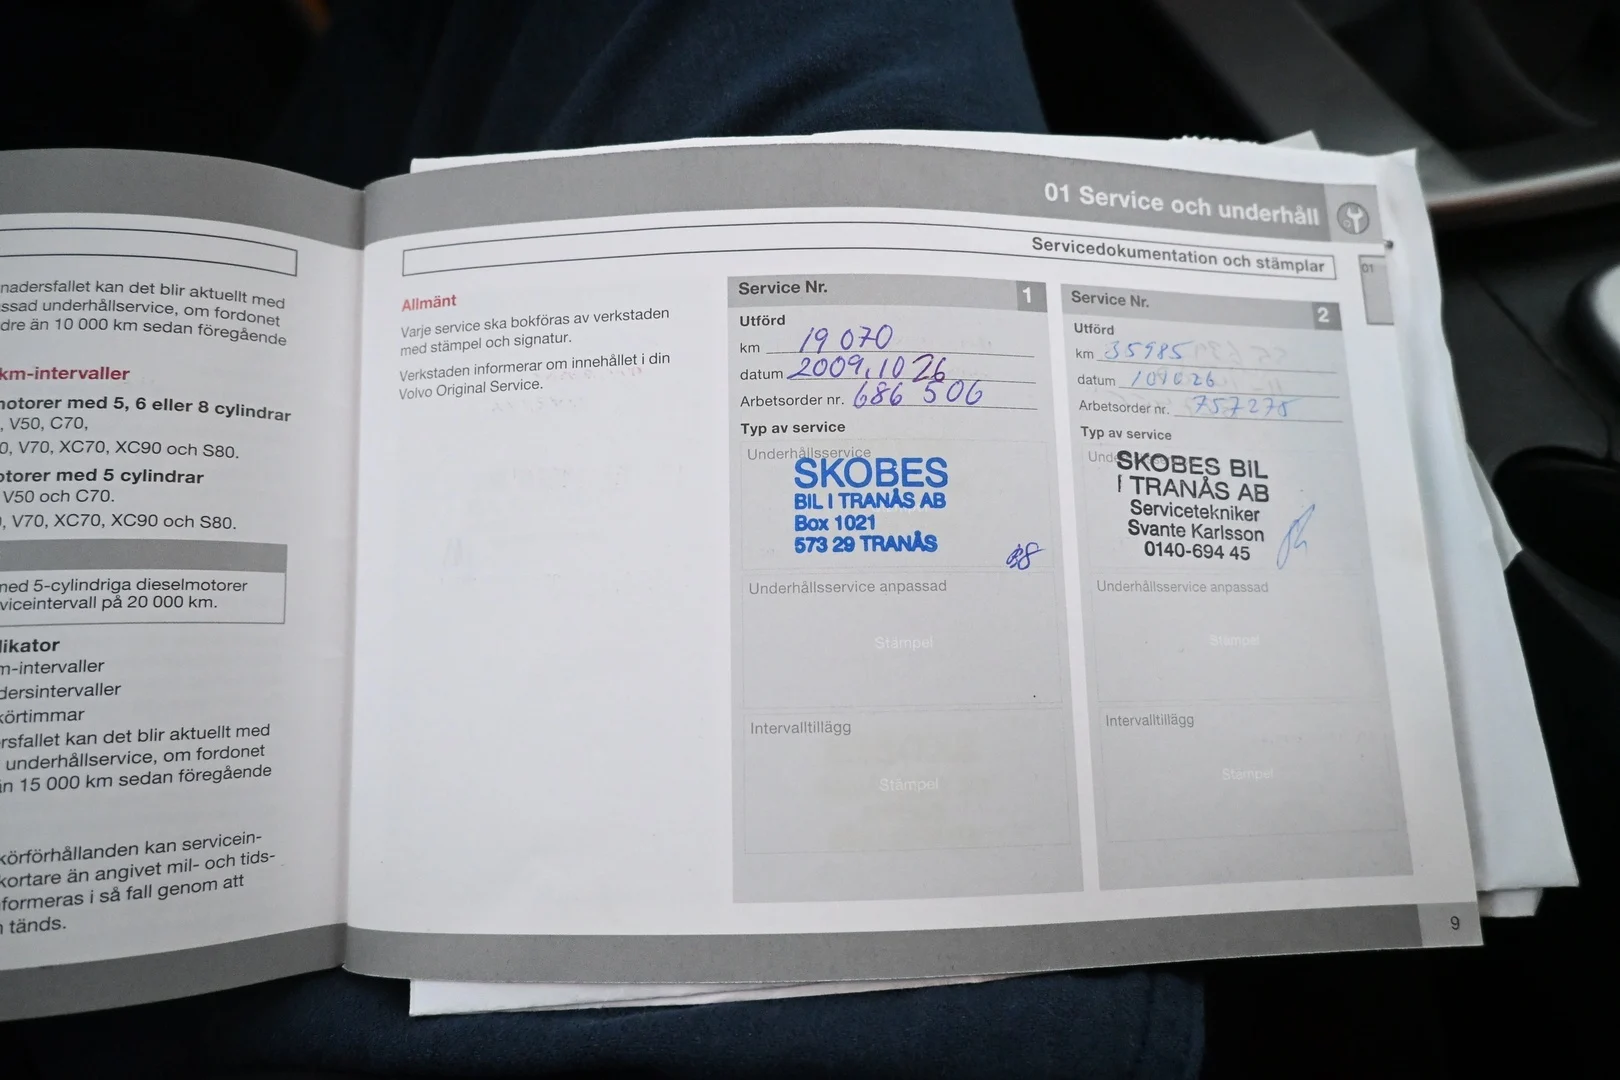 nadersfallet kan det blir aktuellt med
ssad underhållservice, om fordonet
dre än 10 000 km sedan föregående
km-intervaller
notorer med 5, 6 eller 8 cylindrar
, V50, C70,
0, V70, XC70, XC90 och S80.
otorer med 5 cylindrar
V50 och C70.
, V70, XC70, XC90 och S80.
ned 5-cylindriga dieselmotorer
viceintervall på 20 000 km.
likator
m-intervaller
dersintervaller
körtimmar
rsfallet kan det blir aktuellt med
underhållservice, om fordonet
in 15 000 km sedan föregående
körförhållanden kan servicein-
kortare än angivet mil- och tids-
formeras i så fall genom att
tänds.
01 Service och underhåll
Servicedokumentation och stämplar
01
Allmänt
Varje service ska bokföras av verkstaden
med stämpel och signatur.
Verkstaden informerar om innehållet i din
Volvo Original Service.
Service Nr. 1
Utförd
km 19 070
datum 2009.10 26
Arbetsorder nr. 686 506
Typ av service
Underhållsservice
SKOBES
BIL I TRANÅS AB
Box 1021
573 29 TRANÅS
Underhållsservice anpassad
Stämpel
Intervalltillägg
Stämpel
Service Nr. 2
Utförd
km 35985
datum
Arbetsorder nr. 757275
Typ av service
SKOBES BIL
I TRANÅS AB
Servicetekniker
Svante Karlsson
0140-694 45
Underhållsservice anpassad
Stämpel
Intervalltillägg
Stämpel
9